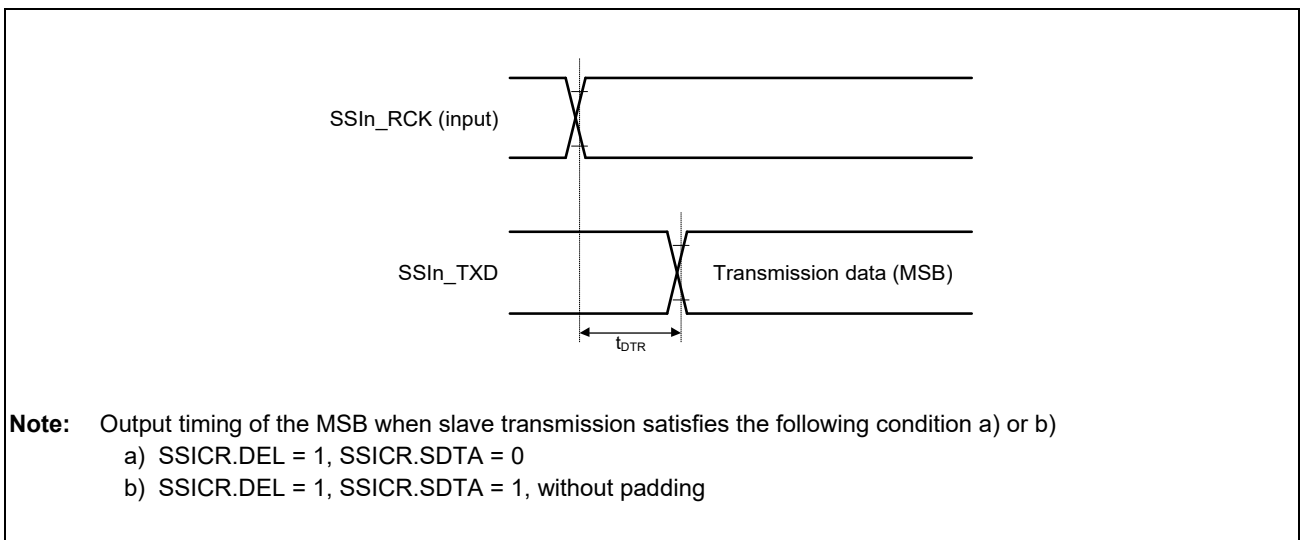 SSIn_RCK (input)
SSIn_TXD
Transmission data (MSB)
tDTR
Note: Output timing of the MSB when slave transmission satisfies the following condition a) or b)
a) SSICR.DEL = 1, SSICR.SDTA = 0
b) SSICR.DEL = 1, SSICR.SDTA = 1, without padding